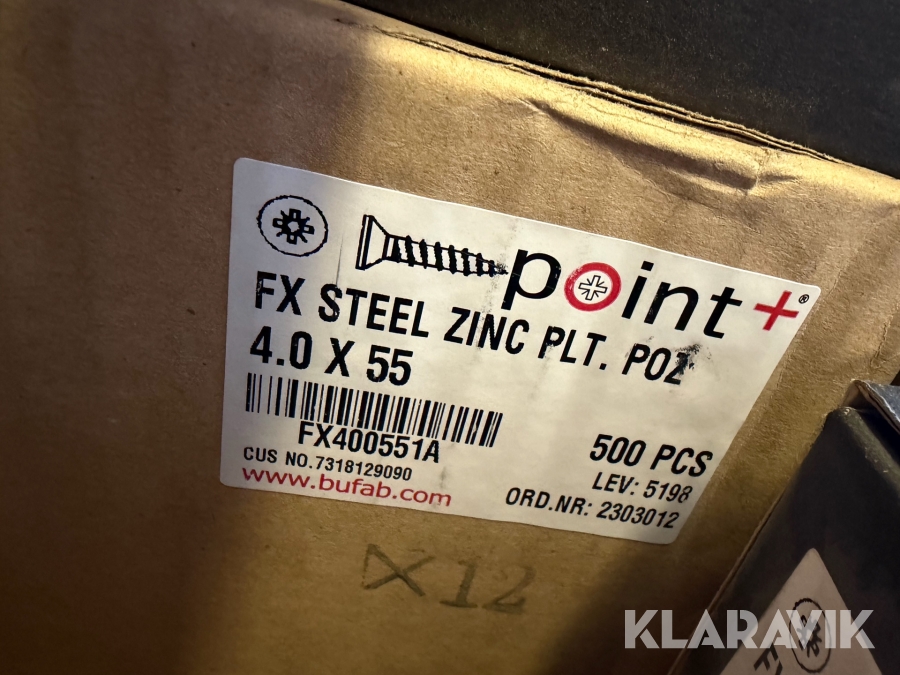 point+®
FX STEEL ZINC PLT. POZ
4.0 X 55
FX400551A
500 PCS
CUS NO.7318129090
LEV: 5198
www.bufab.com
ORD.NR: 2303012
X12
KLARAVIK